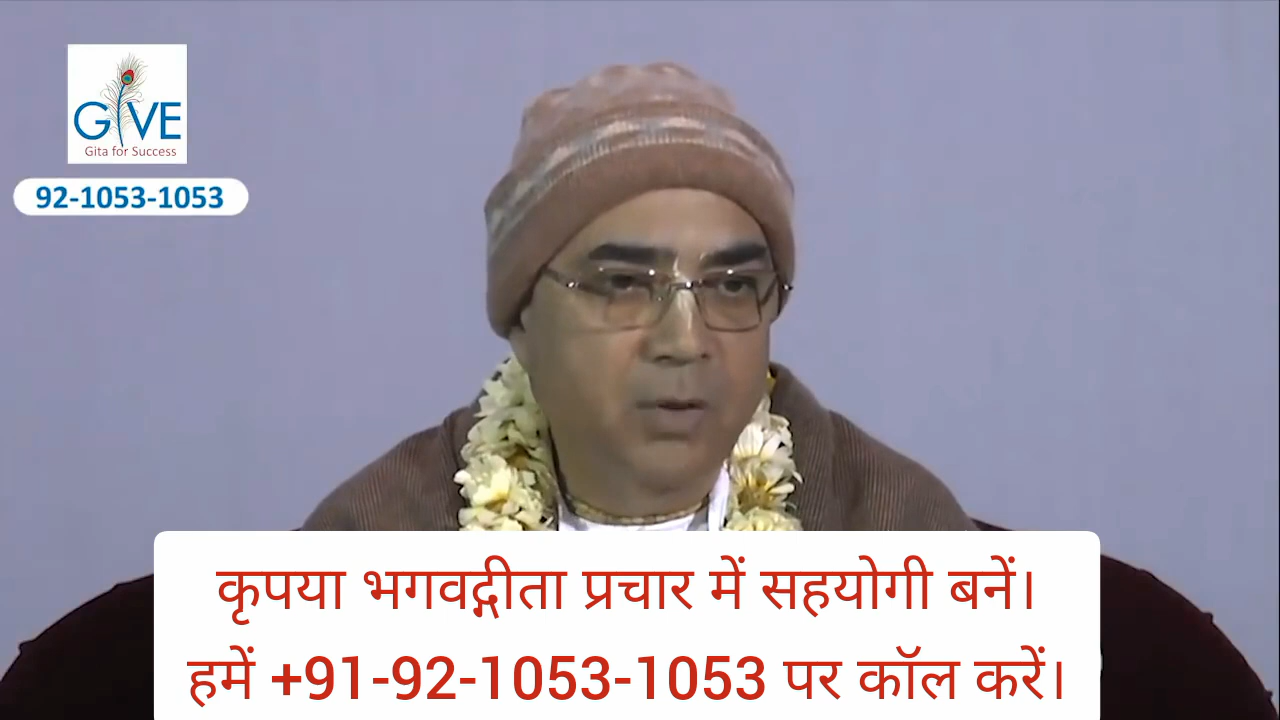 GIVE
Gita for Success
92-1053-1053
कृपया भगवद्गीता प्रचार में सहयोगी बनें।
हमें +91-92-1053-1053 पर कॉल करें।